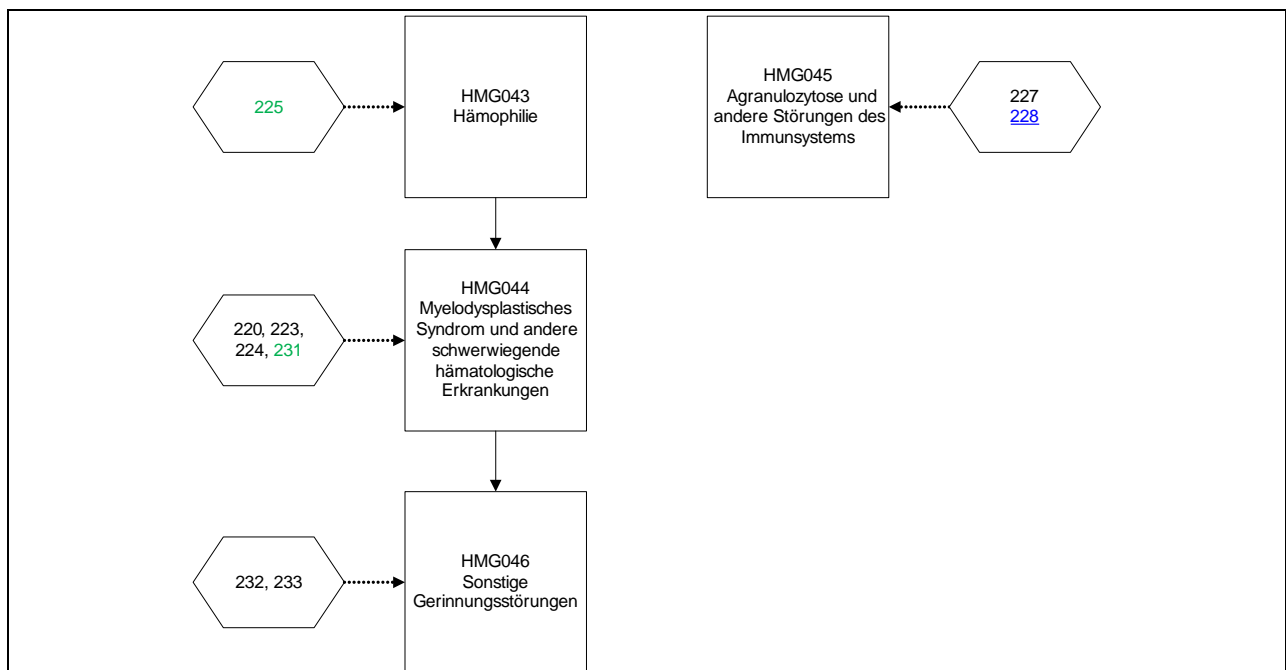 225
HMG043
Hämophilie
HMG045
Agranulozytose und
andere Störungen des
Immunsystems
227
228
220, 223,
224, 231
HMG044
Myelodysplastisches
Syndrom und andere
schwerwiegende
hämatologische
Erkrankungen
232, 233
HMG046
Sonstige
Gerinnungsstörungen